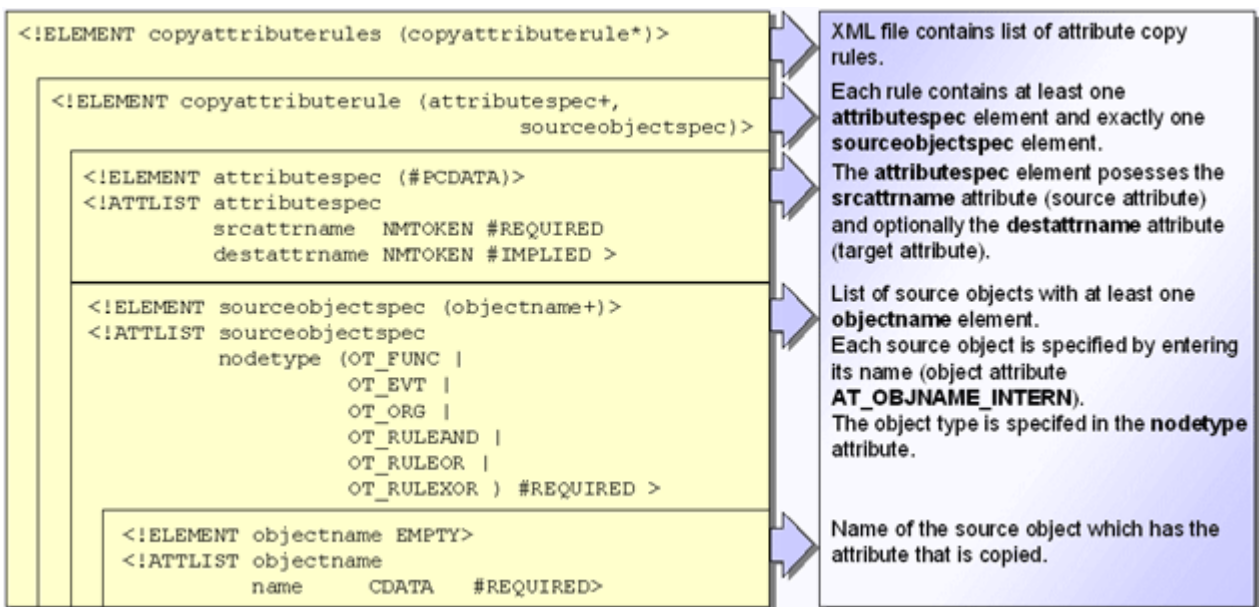 <!ELEMENT copyattributerules (copyattributerule*)>
<!ELEMENT copyattributerule (attributespec+,
sourceobjectspec)>
<!ELEMENT attributespec (#PCDATA)>
<!ATTLIST attributespec
srcattrname NMTOKEN #REQUIRED
destattrname NMTOKEN #IMPLIED >
<!ELEMENT sourceobjectspec (objectname+)>
<!ATTLIST sourceobjectspec
nodetype (OT_FUNC |
OT_EVT |
OT_ORG |
OT_RULEAND |
OT_RULEOR |
OT_RULEXOR ) #REQUIRED >
<!ELEMENT objectname EMPTY>
<!ATTLIST objectname
name CDATA #REQUIRED>
XML file contains list of attribute copy
rules.
Each rule contains at least one
attributespec element and exactly one
sourceobjectspec element.
The attributespec element posesses the
srcattrname attribute (source attribute)
and optionally the destattrname attribute
(target attribute).
List of source objects with at least one
objectname element.
Each source object is specified by entering
its name (object attribute
AT_OBJNAME_INTERN).
The object type is specifed in the nodetype
attribute.
Name of the source object which has the
attribute that is copied.